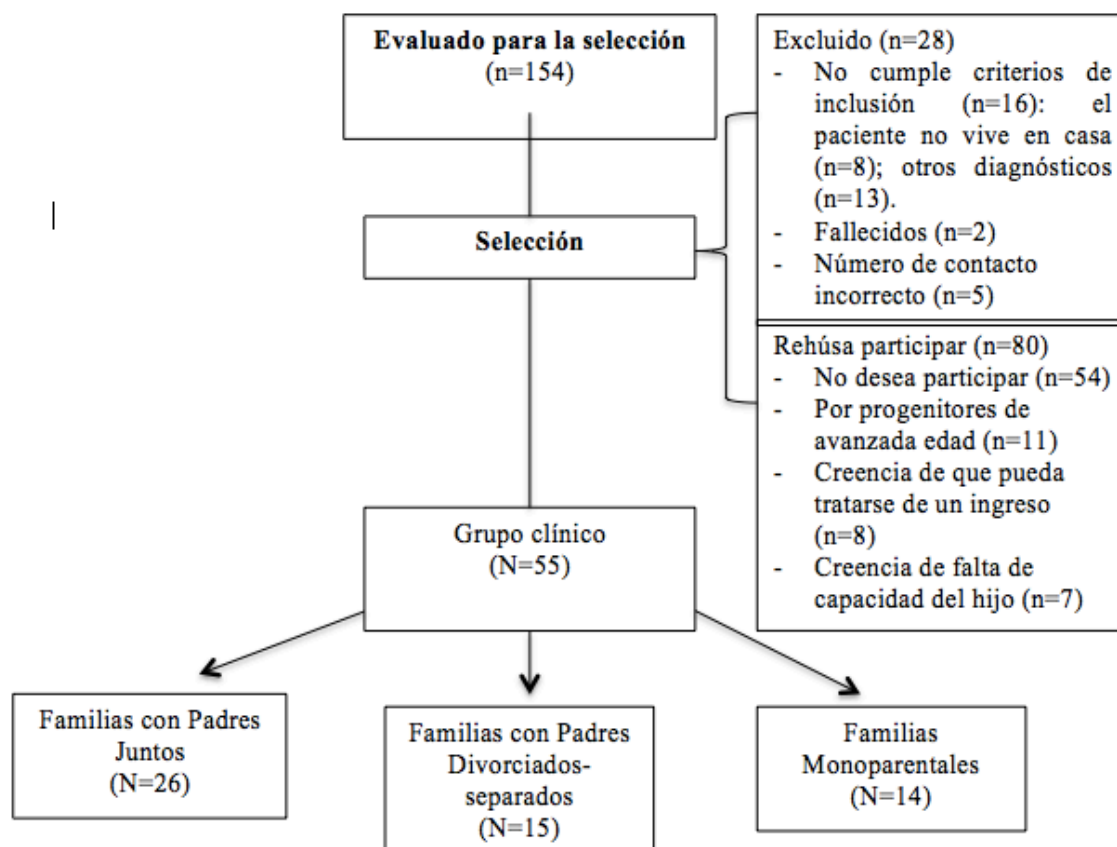 Evaluado para la selección
(n=154)
Excluido (n=28)
- No cumple criterios de
inclusión (n=16): el
paciente no vive en casa
(n=8); otros diagnósticos
(n=13).
- Fallecidos (n=2)
- Número de contacto
incorrecto (n=5)
Selección
Rehúsa participar (n=80)
- No desea participar (n=54)
- Por progenitores de
avanzada edad (n=11)
- Creencia de que pueda
tratarse de un ingreso
(n=8)
- Creencia de falta de
capacidad del hijo (n=7)
Grupo clínico
(N=55)
Familias con Padres
Juntos
(N=26)
Familias con Padres
Divorciados-
separados
(N=15)
Familias
Monoparentales
(N=14)